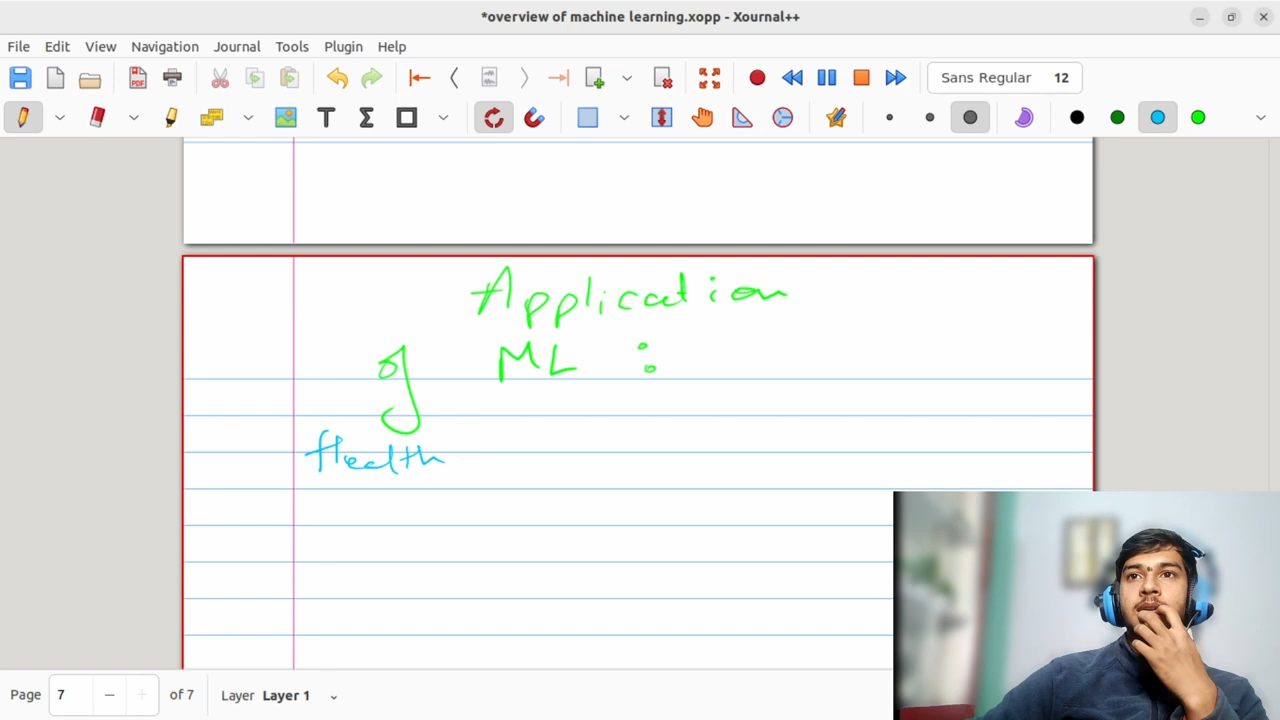 *overview of machine learning.xopp - Xournal++
File Edit View Navigation Journal Tools Plugin Help
Sans Regular 12
Application
of ML :
Health
Page 7 of 7 Layer Layer 1